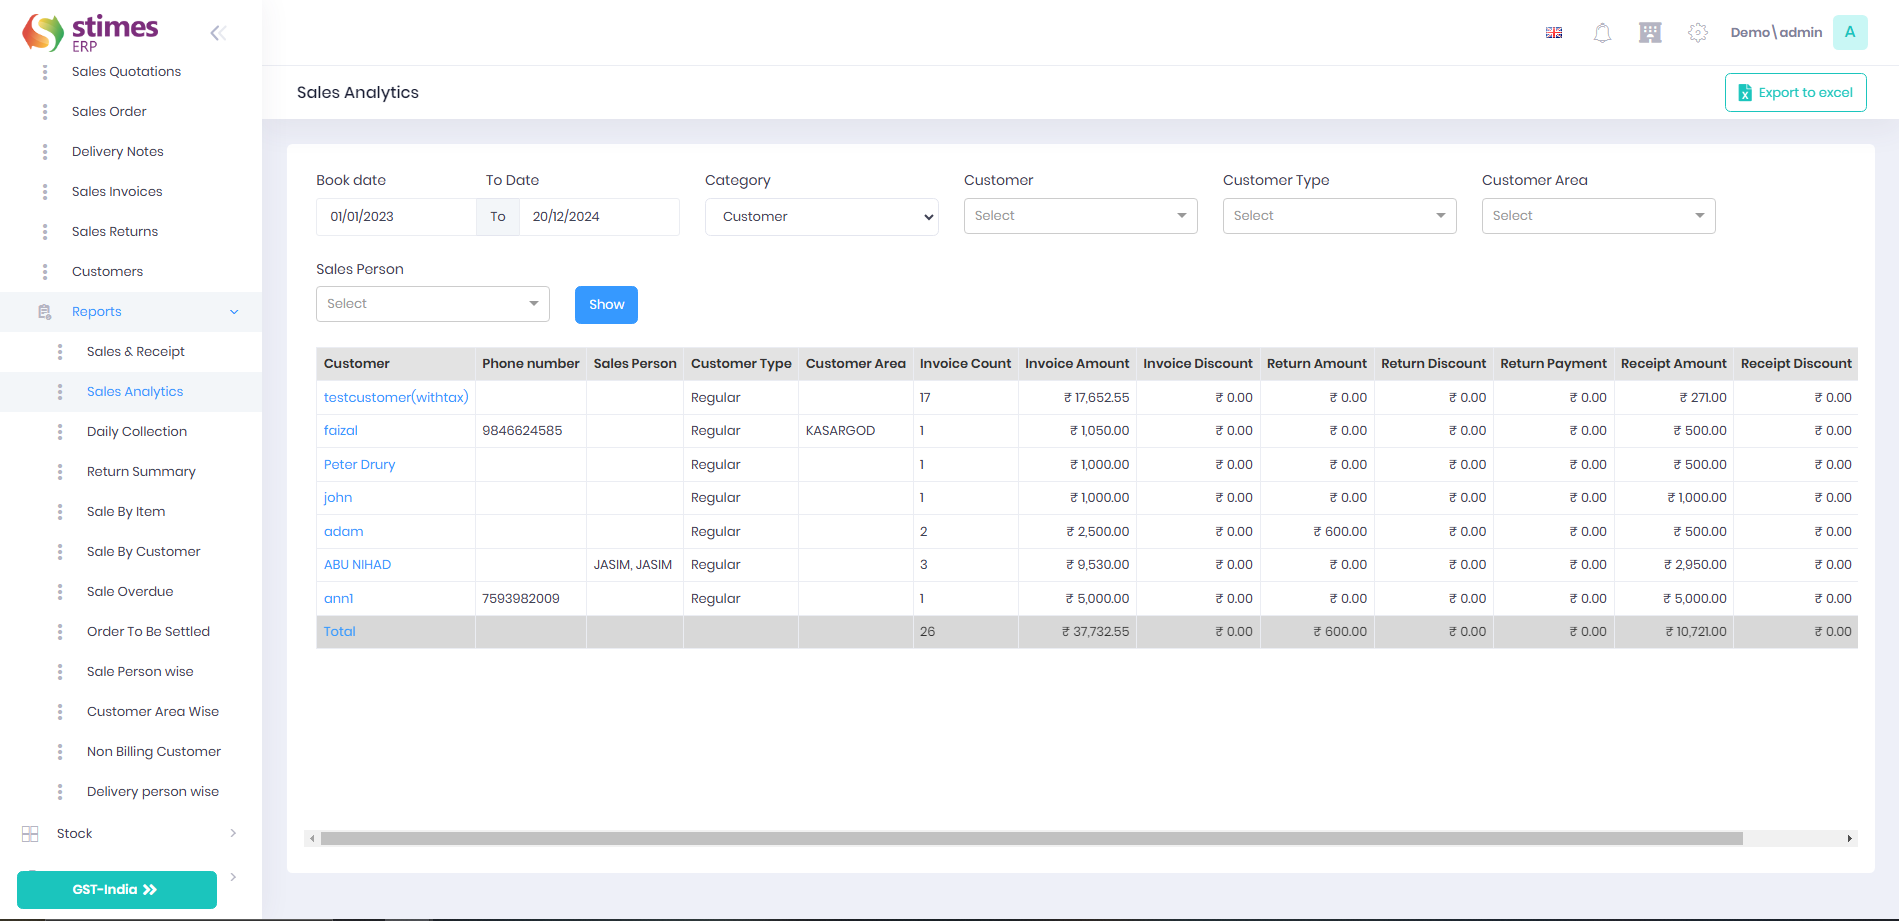 stimes
ERP
Sales Quotations
Sales Order
Delivery Notes
Sales Invoices
Sales Returns
Customers
Reports
Sales & Receipt
Sales Analytics
Daily Collection
Return Summary
Sale By Item
Sale By Customer
Sale Overdue
Order To Be Settled
Sale Person wise
Customer Area Wise
Non Billing Customer
Delivery person wise
Stock
GST-India
Demo\admin A
Sales Analytics
Export to excel
Book date To Date Category Customer Customer Type Customer Area
01/01/2023 To 20/12/2024 Customer Select Select Select
Sales Person
Select Show
Customer Phone number Sales Person Customer Type Customer Area Invoice Count Invoice Amount Invoice Discount Return Amount Return Discount Return Payment Receipt Amount Receipt Discount
testcustomer(withtax) Regular 17 ₹ 17,652.55 ₹ 0.00 ₹ 0.00 ₹ 0.00 ₹ 0.00 ₹ 271.00 ₹ 0.00
faizal 9846624585 Regular KASARGOD 1 ₹ 1,050.00 ₹ 0.00 ₹ 0.00 ₹ 0.00 ₹ 0.00 ₹ 500.00 ₹ 0.00
Peter Drury Regular 1 ₹ 1,000.00 ₹ 0.00 ₹ 0.00 ₹ 0.00 ₹ 0.00 ₹ 500.00 ₹ 0.00
john Regular 1 ₹ 1,000.00 ₹ 0.00 ₹ 0.00 ₹ 0.00 ₹ 0.00 ₹ 1,000.00 ₹ 0.00
adam Regular 2 ₹ 2,500.00 ₹ 0.00 ₹ 600.00 ₹ 0.00 ₹ 0.00 ₹ 500.00 ₹ 0.00
ABU NIHAD JASIM, JASIM Regular 3 ₹ 9,530.00 ₹ 0.00 ₹ 0.00 ₹ 0.00 ₹ 0.00 ₹ 2,950.00 ₹ 0.00
ann1 7593982009 Regular 1 ₹ 5,000.00 ₹ 0.00 ₹ 0.00 ₹ 0.00 ₹ 0.00 ₹ 5,000.00 ₹ 0.00
Total 26 ₹ 37,732.55 ₹ 0.00 ₹ 600.00 ₹ 0.00 ₹ 0.00 ₹ 10,721.00 ₹ 0.00